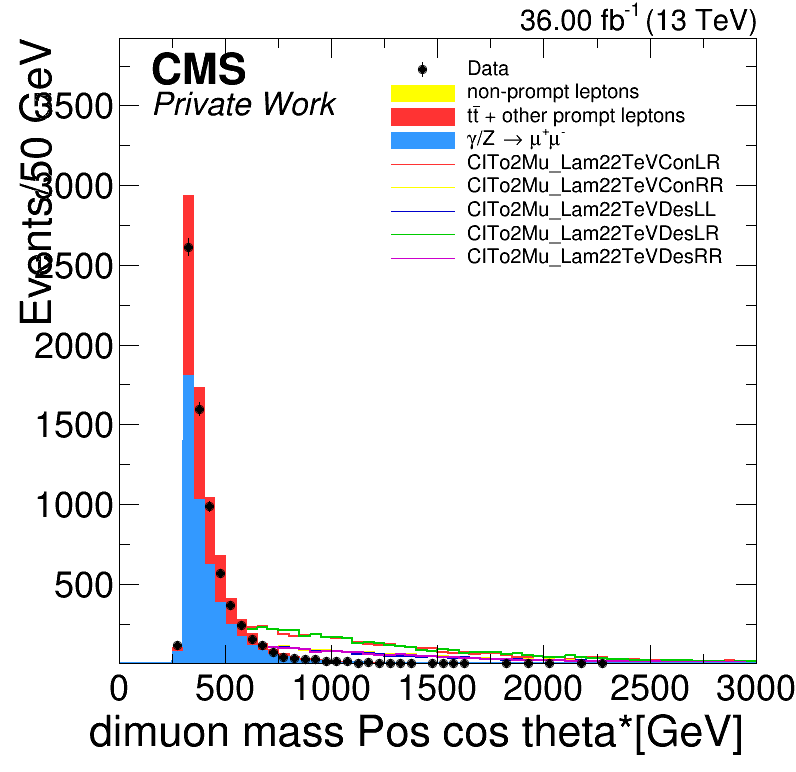 36.00 fb⁻¹ (13 TeV)
CMS
Private Work
Data
non-prompt leptons
tt̄ + other prompt leptons
γ/Z → μ⁺μ⁻
CITo2Mu_Lam22TeVConLR
CITo2Mu_Lam22TeVConRR
CITo2Mu_Lam22TeVDesLL
CITo2Mu_Lam22TeVDesLR
CITo2Mu_Lam22TeVDesRR
Events/50 GeV
3500
3000
2500
2000
1500
1000
500
0 500 1000 1500 2000 2500 3000
dimuon mass Pos cos theta*[GeV]